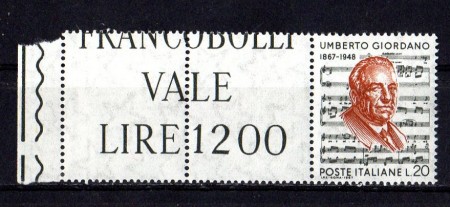 FRANCOBOLLI
VALE
LIRE 1200
UMBERTO GIORDANO
1867-1948
POSTE ITALIANE L.20